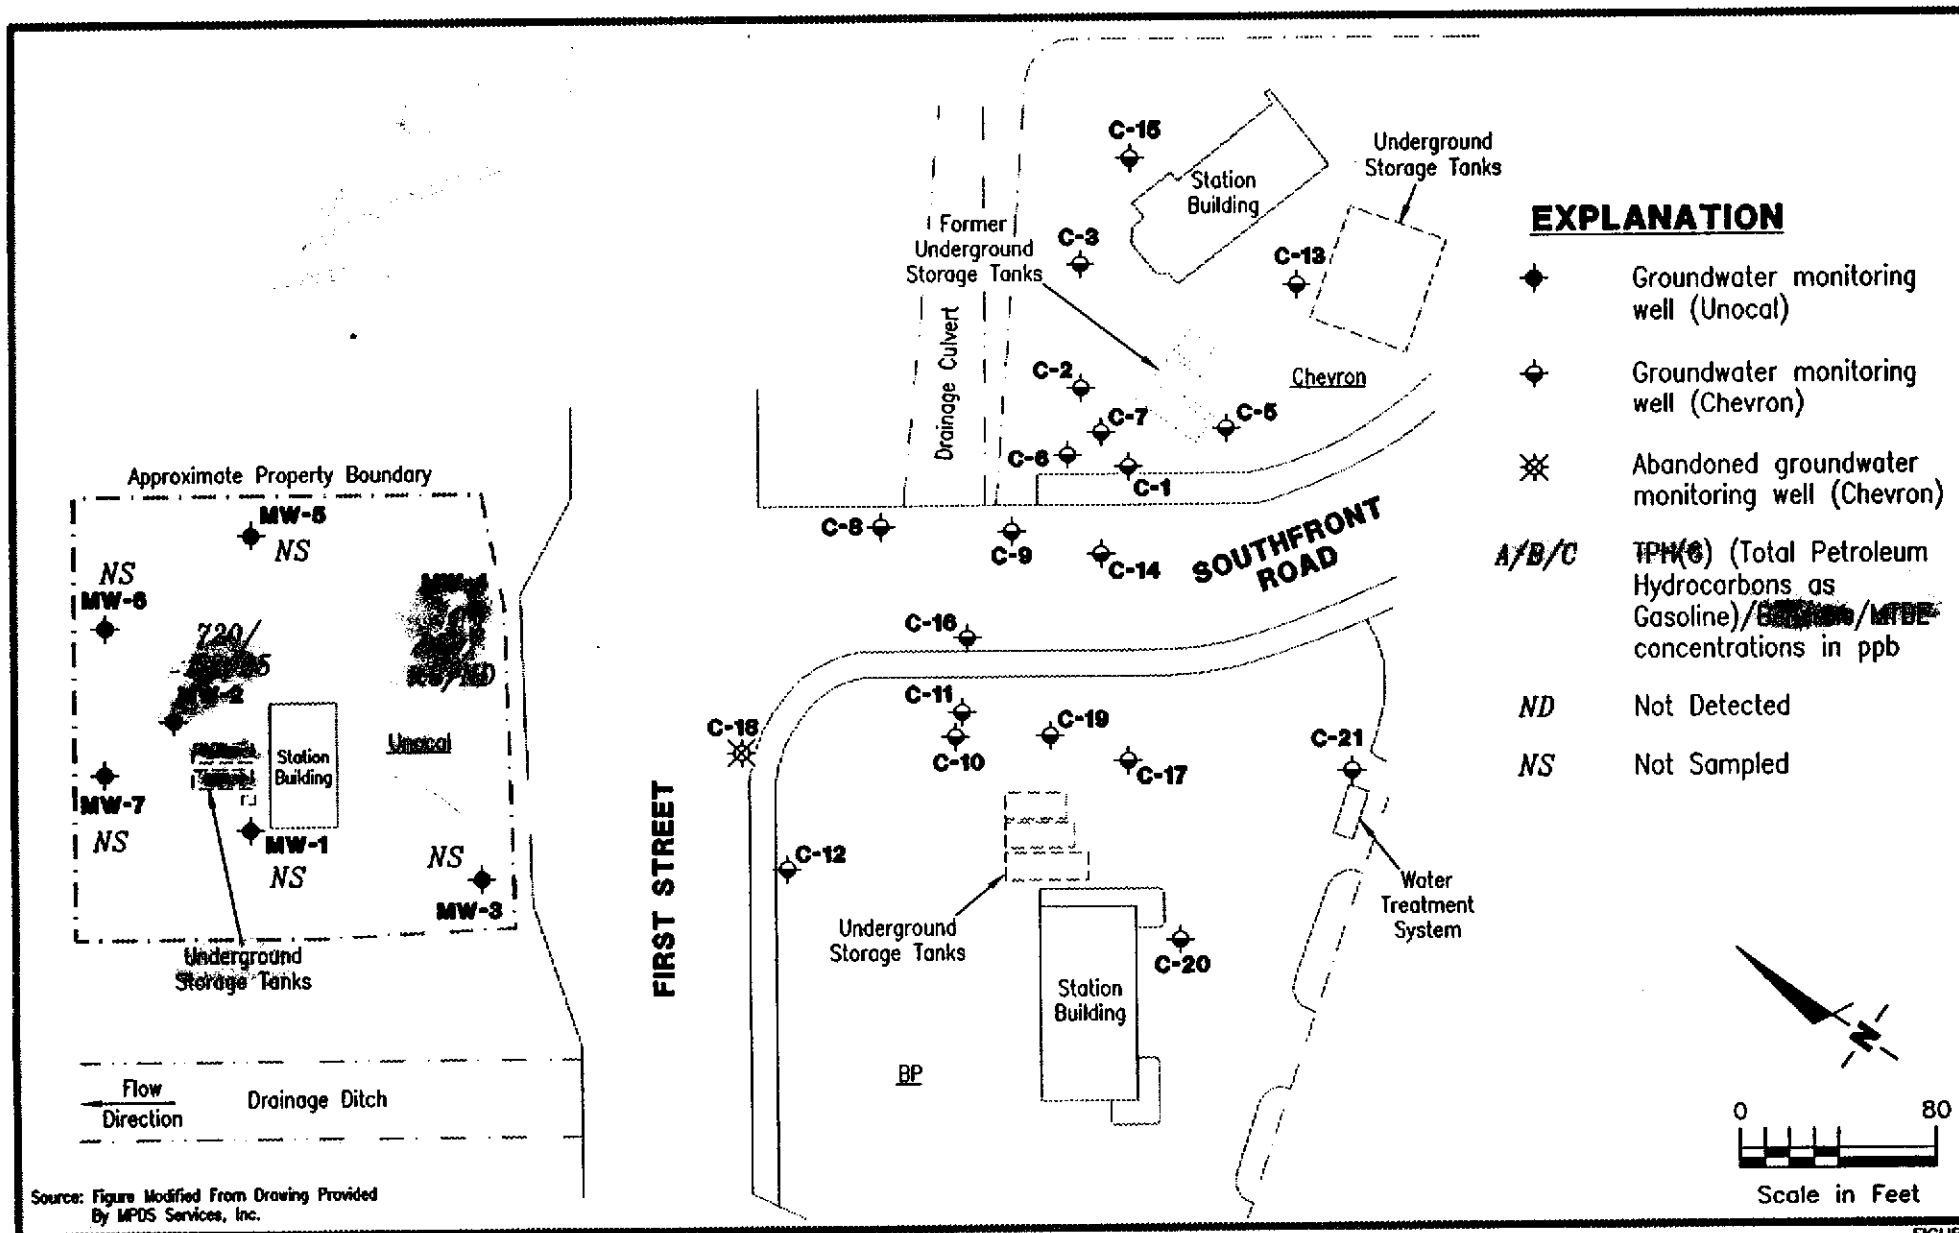 C-15
Underground
Storage Tanks
Station
Building
EXPLANATION
Former
Underground
Storage Tanks
C-3
C-13
Groundwater monitoring
well (Unocal)
Drainage Culvert
C-2
Chevron
Groundwater monitoring
well (Chevron)
C-7
C-5
C-6
C-1
Abandoned groundwater
monitoring well (Chevron)
Approximate Property Boundary
MW-5
NS
C-8
C-9
C-14
SOUTHFRONT
ROAD
A/B/C
TPH(G) (Total Petroleum
Hydrocarbons as
Gasoline)/ /MTBE
concentrations in ppb
NS
MW-6
MW-4
/ND
720/
MW-2
C-16
C-11
C-19
C-18
C-10
C-17
C-21
ND
Not Detected
NS
Not Sampled
Station
Building
Unocal
MW-7
NS
MW-1
NS
NS
MW-3
Underground
Storage Tanks
FIRST STREET
C-12
Underground
Storage Tanks
Water
Treatment
System
C-20
Station
Building
BP
N
Flow
Direction
Drainage Ditch
0
80
Scale in Feet
Source: Figure Modified From Drawing Provided
By MPDS Services, Inc.